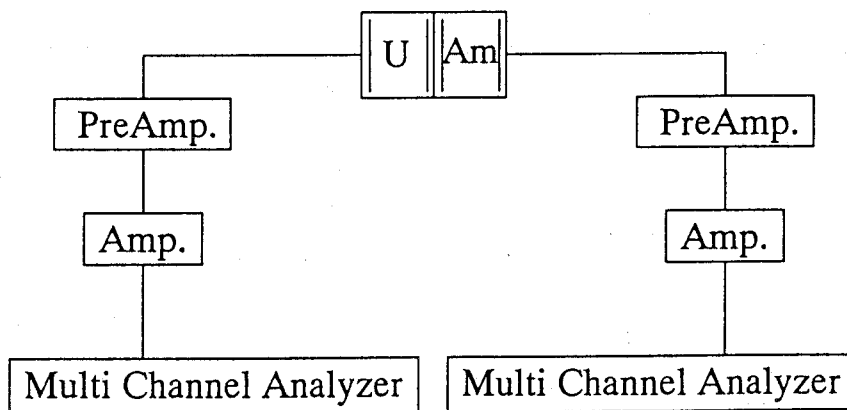 U Am
PreAmp. PreAmp.
Amp. Amp.
Multi Channel Analyzer Multi Channel Analyzer